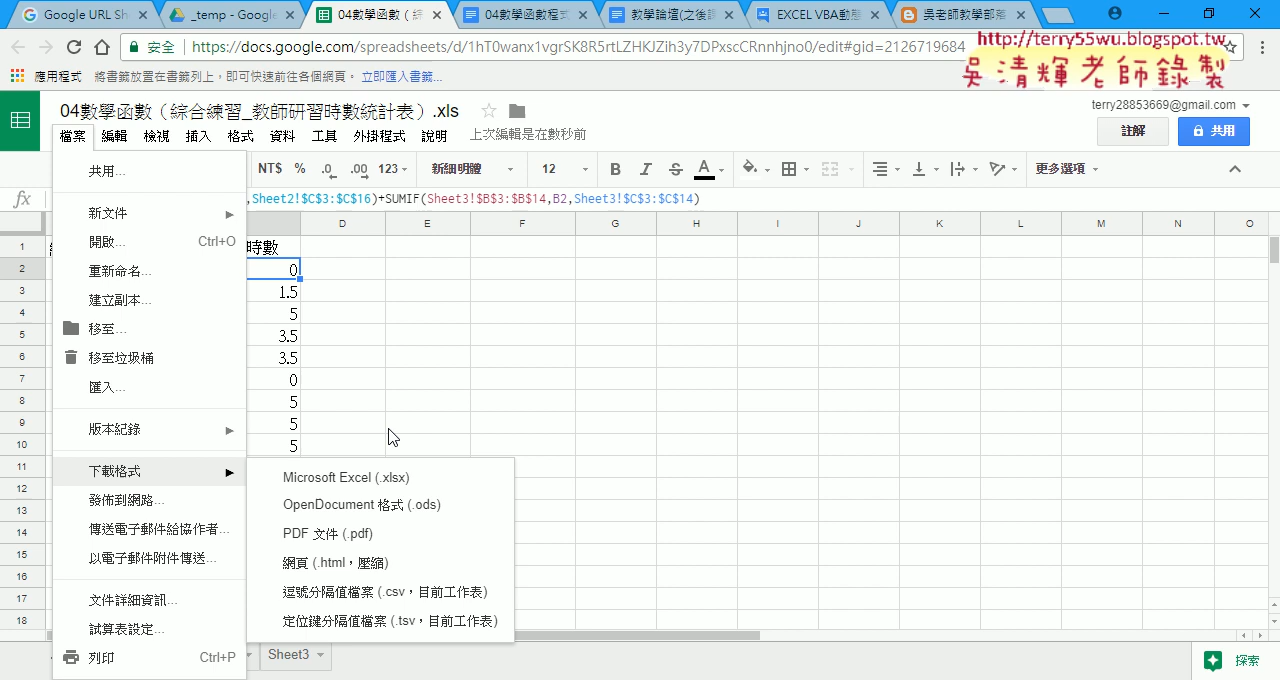 Google URL Sh
_temp - Google
04數學函數（綜
04數學函數程式
教學論壇(之後課
EXCEL VBA動態
吳老師教學部落
安全
https://docs.google.com/spreadsheets/d/1hT0wanx1vgrSK8R5rtLZHKJZih3y7DPxscCRnnhjno0/edit#gid=2126719684
http://terry55wu.blogspot.tw
吳清輝老師錄製
應用程式
將書籤放置在書籤列上，即可快速前往各個網頁。
立即匯入書籤...
04數學函數（綜合練習_教師研習時數統計表）.xls
terry28853669@gmail.com
檔案 編輯 檢視 插入 格式 資料 工具 外掛程式 說明 上次編輯是在數秒前
註解
共用
NT$ % .0 .00 123 新細明體 12 B I S A 更多選項
fx ,Sheet2!$C$3:$C$16)+SUMIF(Sheet3!$B$3:$B$14,B2,Sheet3!$C$3:$C$14)
D E F G H I J K L M N O
1 時數
2 0
3 1.5
4 5
5 3.5
6 3.5
7 0
8 5
9 5
10 5
11
12
13
14
15
16
17
18
共用...
新文件
開啟... Ctrl+O
重新命名...
建立副本...
移至...
移至垃圾桶
匯入...
版本紀錄
下載格式
發佈到網路...
傳送電子郵件給協作者...
以電子郵件附件傳送...
文件詳細資訊...
試算表設定...
列印 Ctrl+P
Microsoft Excel (.xlsx)
OpenDocument 格式 (.ods)
PDF 文件 (.pdf)
網頁 (.html，壓縮)
逗號分隔值檔案 (.csv，目前工作表)
定位鍵分隔值檔案 (.tsv，目前工作表)
Sheet3
探索